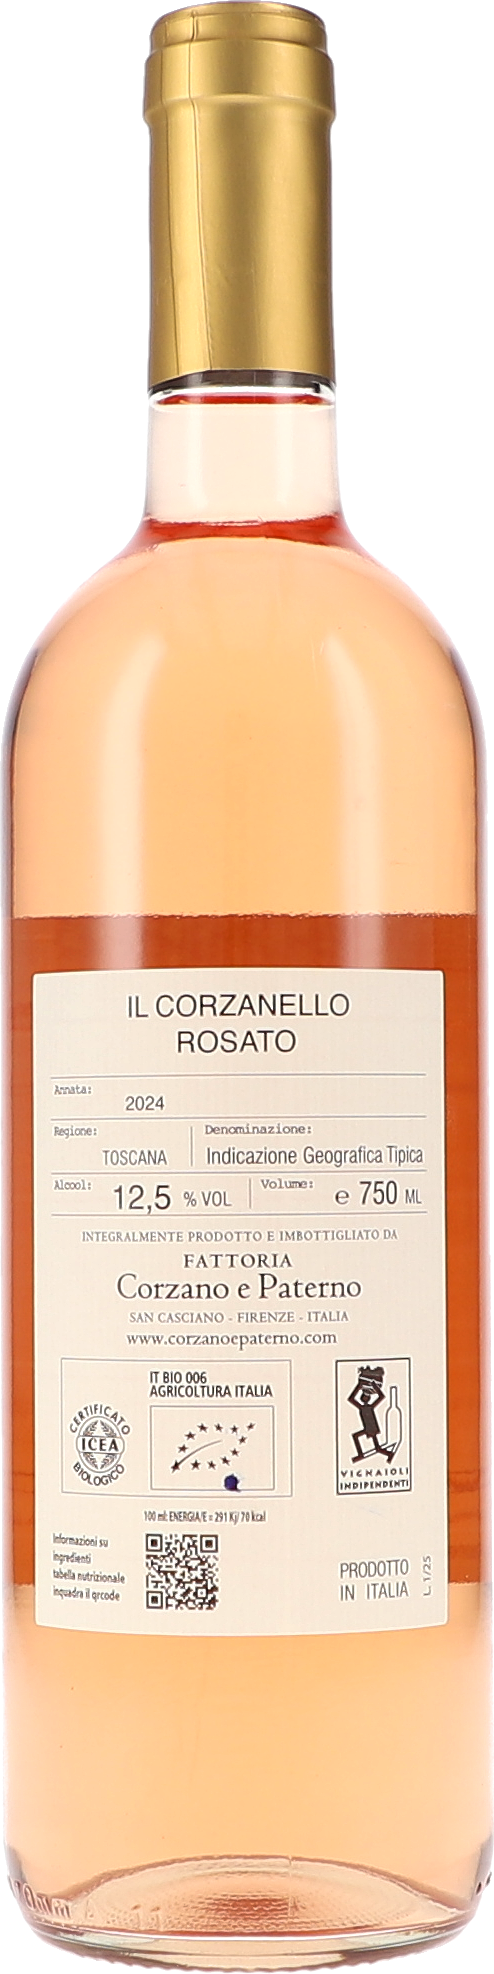 IL CORZANELLO
ROSATO
Annata:
2024
Regione:
TOSCANA
Denominazione:
Indicazione Geografica Tipica
Alcool:
12,5 % VOL
Volume:
e 750 ML
INTEGRALMENTE PRODOTTO E IMBOTTIGLIATO DA
FATTORIA
Corzano e Paterno
SAN CASCIANO - FIRENZE - ITALIA
www.corzanoepaterno.com
IT BIO 006
AGRICOLTURA ITALIA
CERTIFICATO
ICEA
BIOLOGICO
VIGNAIOLI
INDIPENDENTI
100 ml: ENERGIA/E = 291 Kj/ 70 kcal
Informazioni su
ingredienti
tabella nutrizionale
inquadra il qrcode
PRODOTTO
IN ITALIA
L. 1/25